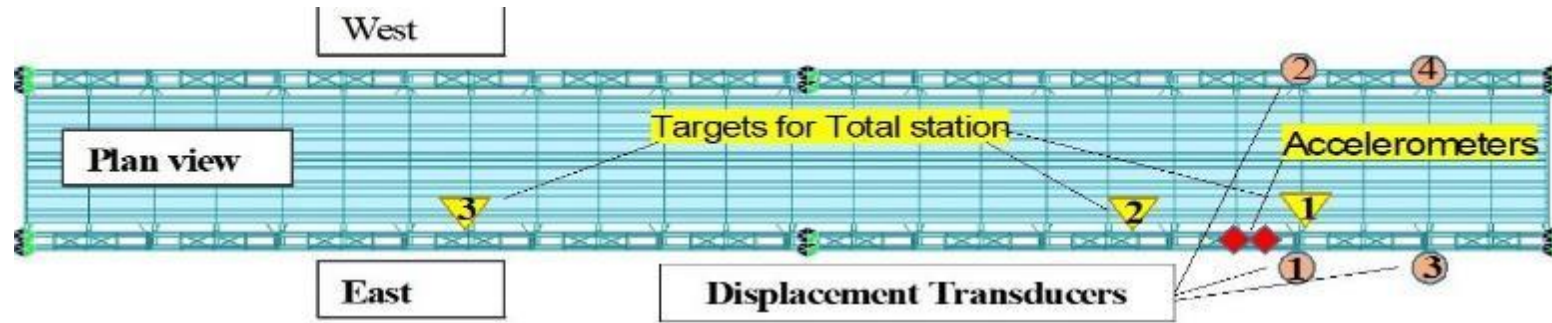 West
2
4
Targets for Total station
Accelerometers
Plan view
3
2
1
1
3
East
Displacement Transducers